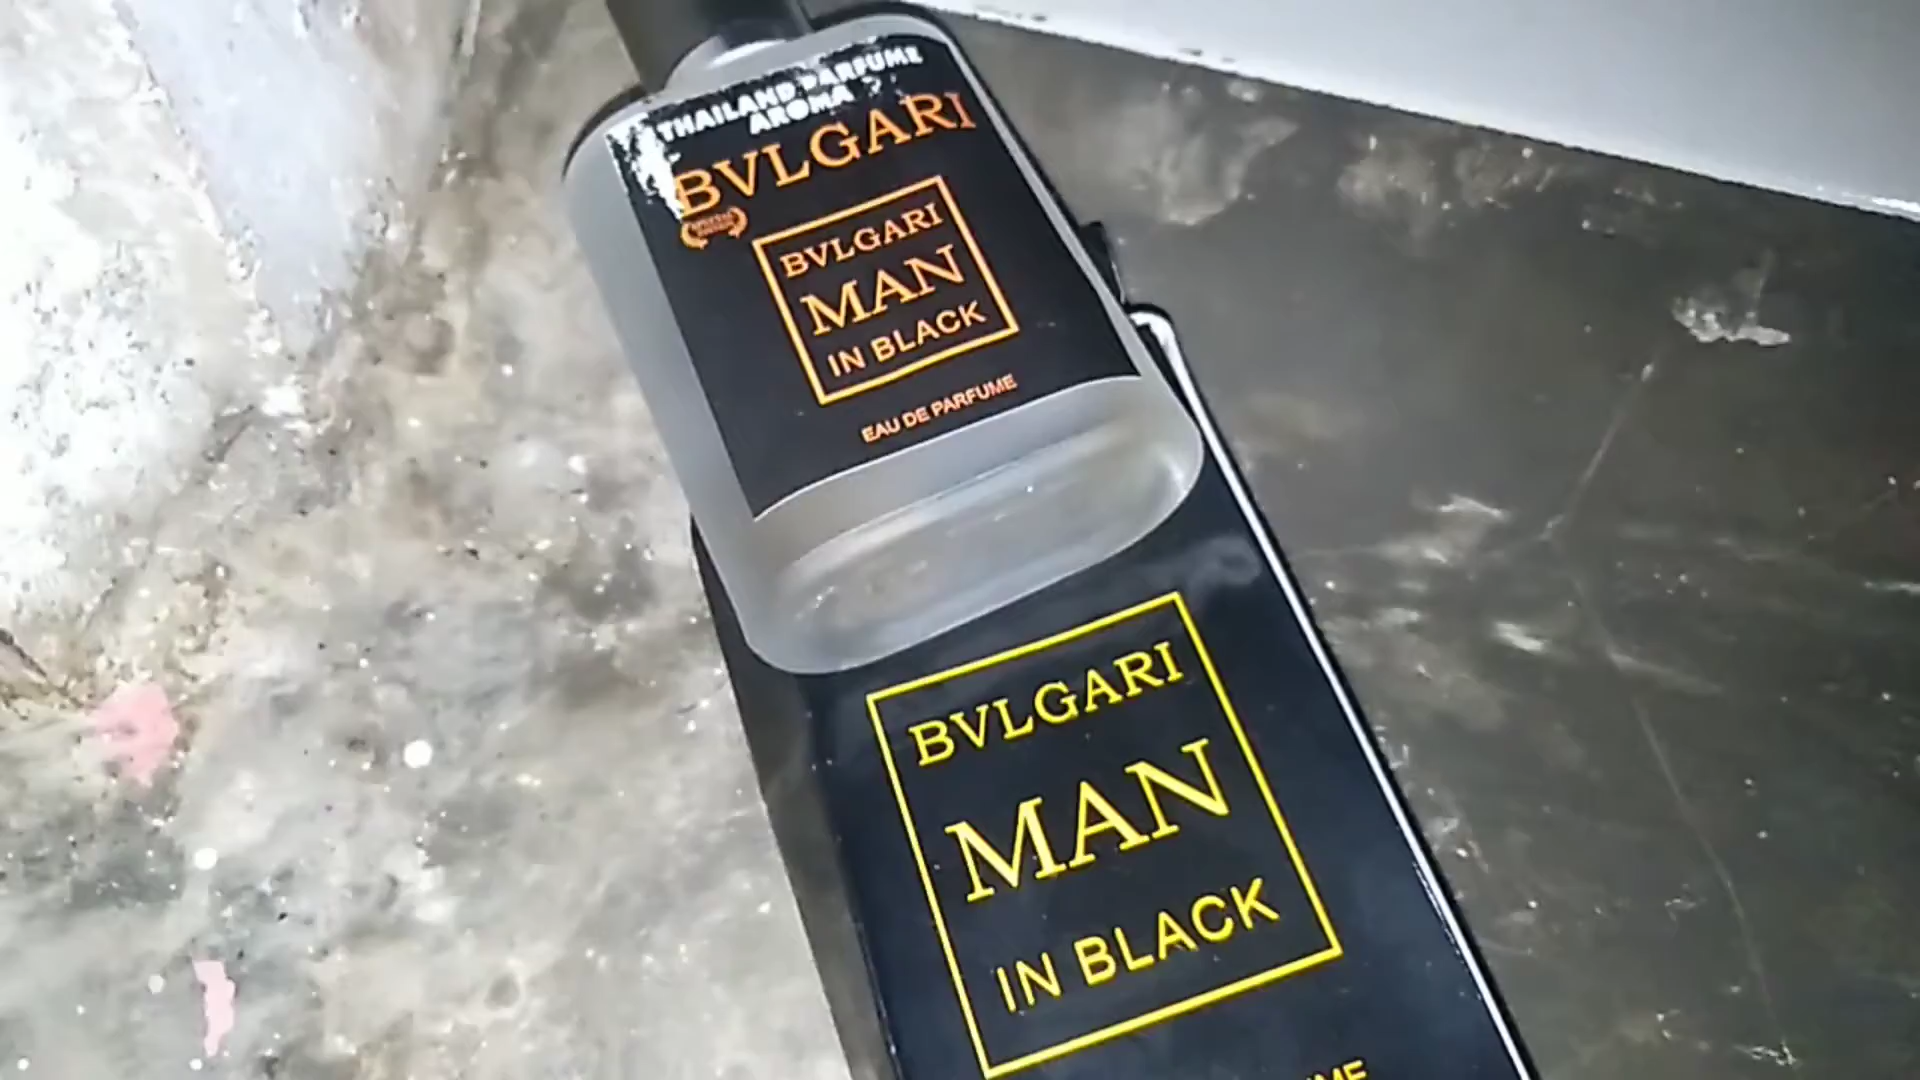 THAILAND PARFUME
AROMA
BVLGARI
BVLGARI
MAN
IN BLACK
EAU DE PARFUME
BVLGARI
MAN
IN BLACK